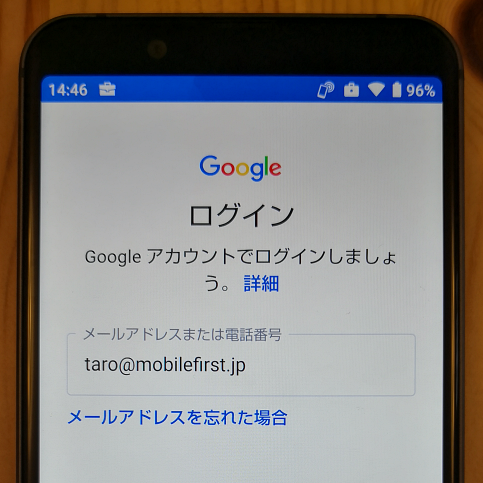 14:46 96%
Google
ログイン
Google アカウントでログインしましょ
う。 詳細
メールアドレスまたは電話番号
taro@mobilefirst.jp
メールアドレスを忘れた場合